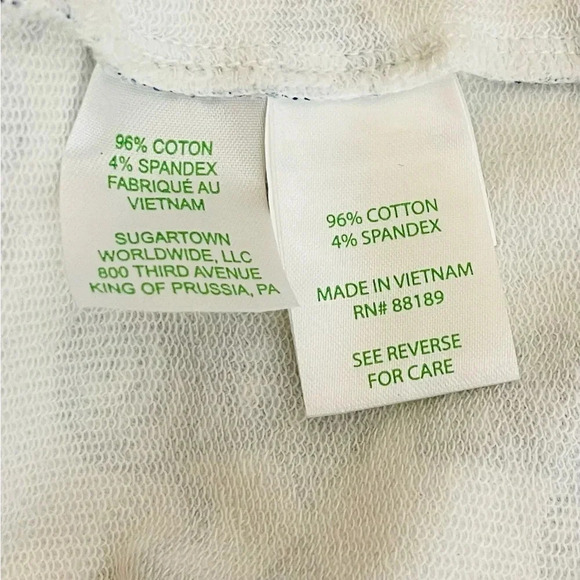 96% COTON
4% SPANDEX
FABRIQUÉ AU
VIETNAM
SUGARTOWN
WORLDWIDE, LLC
800 THIRD AVENUE
KING OF PRUSSIA, PA
96% COTTON
4% SPANDEX
MADE IN VIETNAM
RN# 88189
SEE REVERSE
FOR CARE